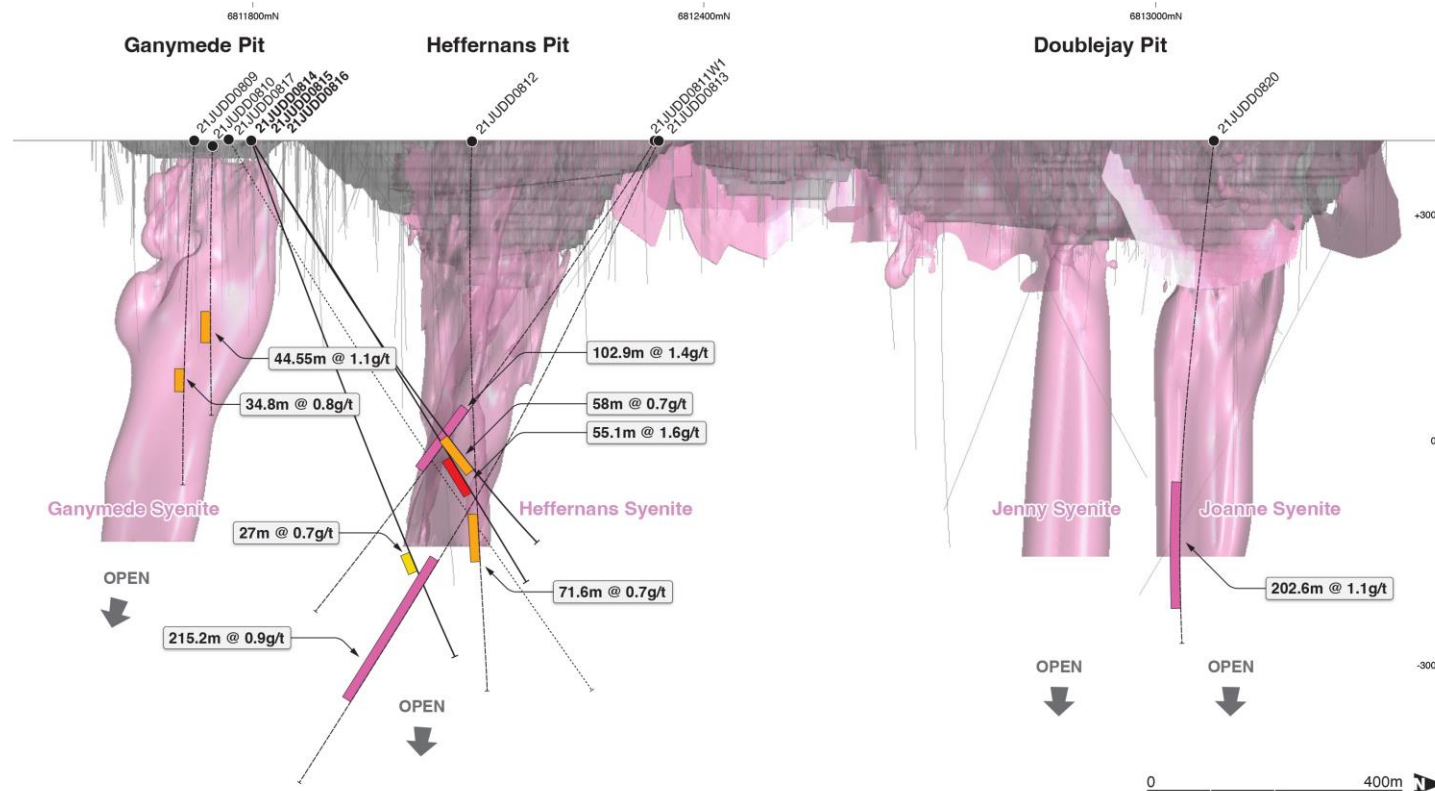 6811800mN
6812400mN
6813000mN
Ganymede Pit
Heffernans Pit
Doublejay Pit
21JUDD0809
21JUDD0810
21JUDD0817
21JUDD0814
21JUDD0815
21JUDD0816
21JUDD0812
21JUDD0811W1
21JUDD0813
21JUDD0820
+300
44.55m @ 1.1g/t
102.9m @ 1.4g/t
34.8m @ 0.8g/t
58m @ 0.7g/t
55.1m @ 1.6g/t
0
Ganymede Syenite
Heffernans Syenite
Jenny Syenite
Joanne Syenite
27m @ 0.7g/t
OPEN
71.6m @ 0.7g/t
202.6m @ 1.1g/t
215.2m @ 0.9g/t
OPEN
OPEN
-300
OPEN
0
400m
N